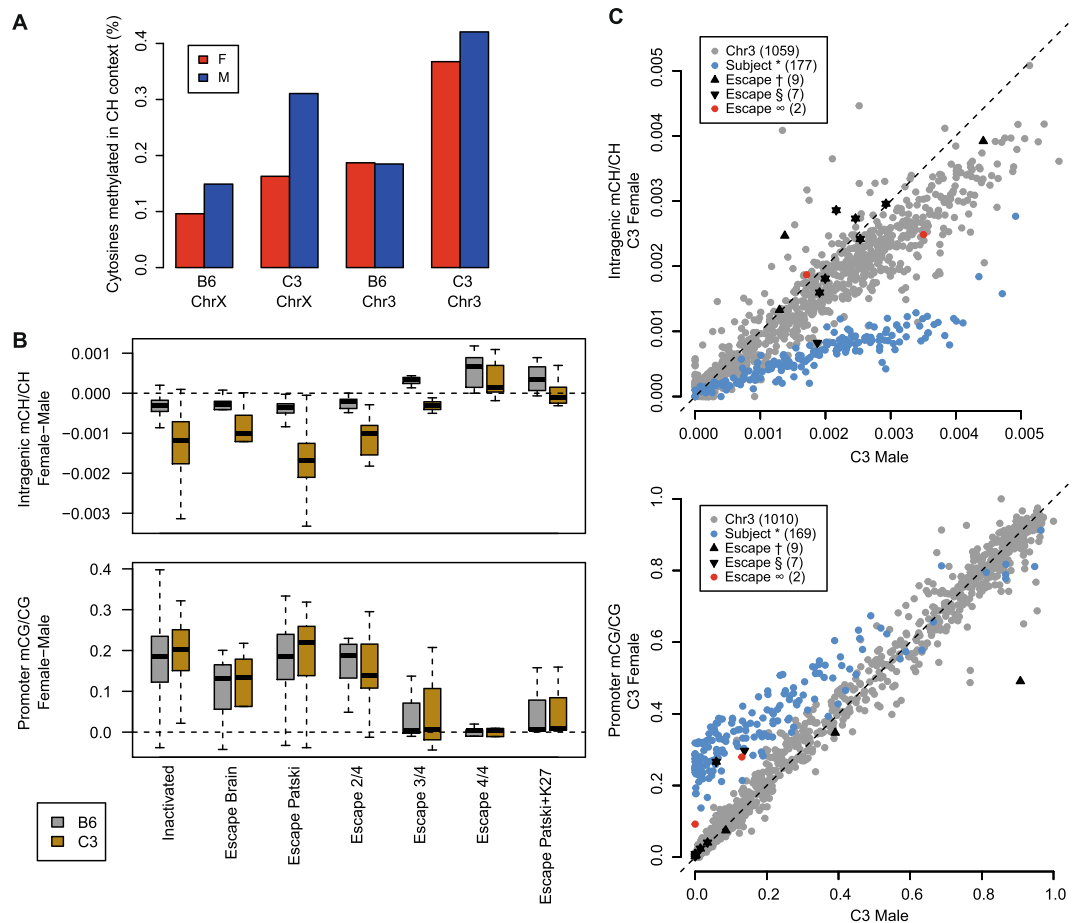 A
Cytosines methylated in CH context (%)
0.0
0.1
0.2
0.4
F
M
B6
ChrX
C3
ChrX
B6
Chr3
C3
Chr3
B
Intragenic mCH/CH
Female−Male
0.001
0.000
−0.001
−0.002
−0.003
Promoter mCG/CG
Female−Male
0.4
0.3
0.2
0.1
0.0
Inactivated
Escape Brain
Escape Patski
Escape 2/4
Escape 3/4
Escape 4/4
Escape Patski+K27
B6
C3
C
Intragenic mCH/CH
C3 Female
0.000
0.001
0.002
0.003
0.004
0.005
Chr3 (1059)
Subject * (177)
Escape † (9)
Escape § (7)
Escape ∞ (2)
0.000
0.001
0.002
0.003
0.004
0.005
C3 Male
Promoter mCG/CG
C3 Female
0.0
0.2
0.4
0.6
0.8
1.0
Chr3 (1010)
Subject * (169)
Escape † (9)
Escape § (7)
Escape ∞ (2)
0.0
0.2
0.4
0.6
0.8
1.0
C3 Male